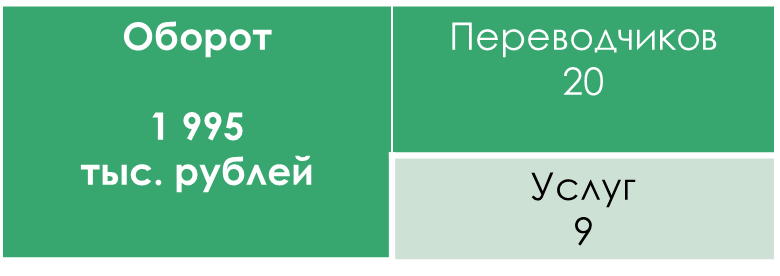 Оборот
1 995
тыс. рублей
Переводчиков
20
Услуг
9